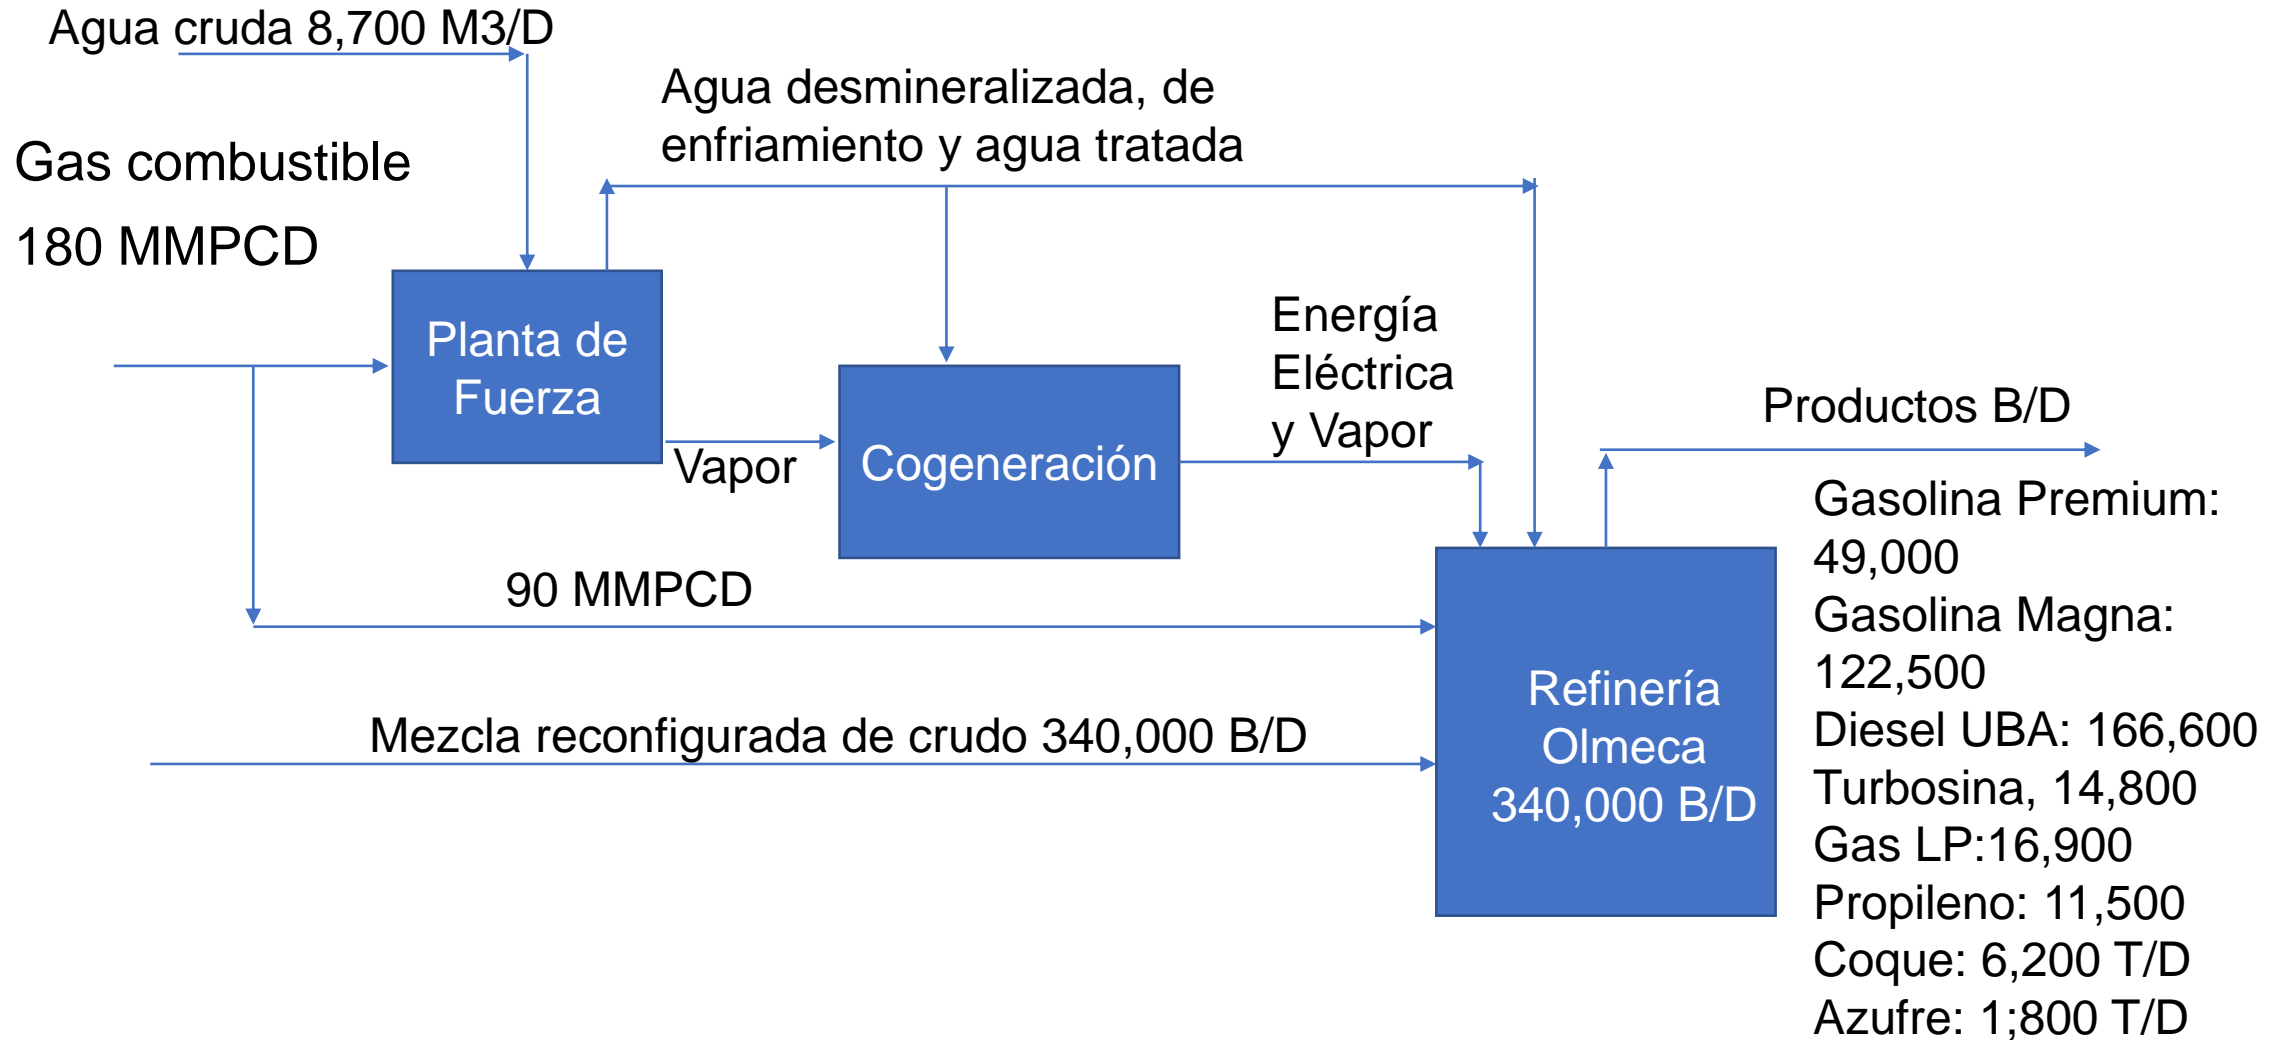 Agua cruda 8,700 M3/D
Agua desmineralizada, de
enfriamiento y agua tratada
Gas combustible
180 MMPCD
Planta de
Fuerza
Vapor
Cogeneración
Energía
Eléctrica
y Vapor
90 MMPCD
Mezcla reconfigurada de crudo 340,000 B/D
Refinería
Olmeca
340,000 B/D
Productos B/D
Gasolina Premium:
49,000
Gasolina Magna:
122,500
Diesel UBA: 166,600
Turbosina, 14,800
Gas LP:16,900
Propileno: 11,500
Coque: 6,200 T/D
Azufre: 1;800 T/D